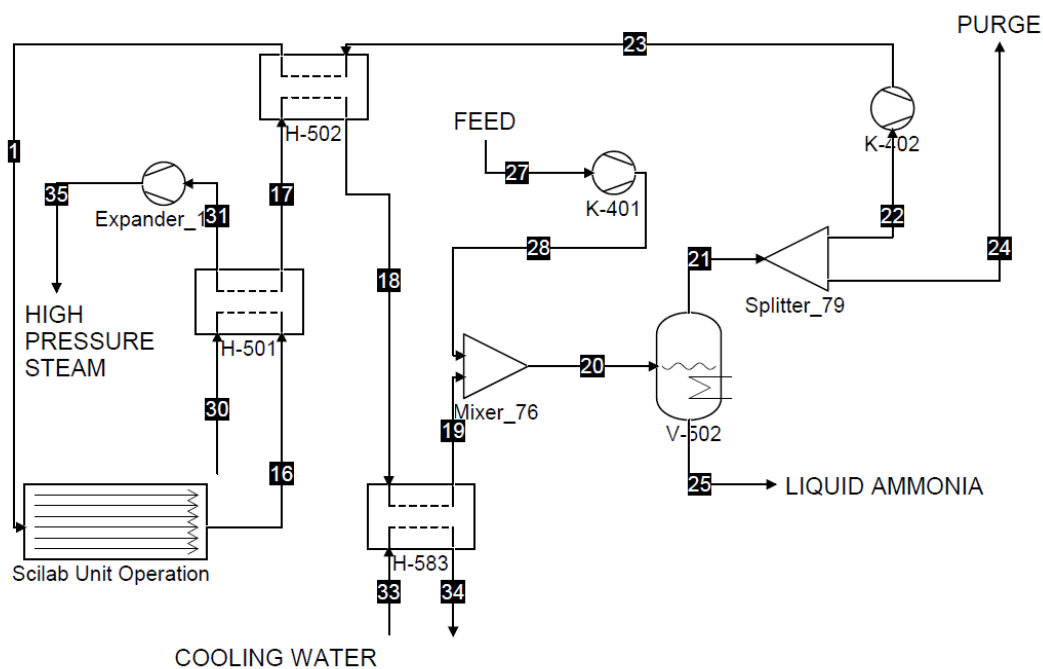 PURGE
23
H-502
FEED
K-402
1
27
35
17
K-401
Expander_1
31
22
28
21
24
18
HIGH
PRESSURE
STEAM
H-501
Splitter_79
20
30
Mixer_76
V-502
19
16
25
LIQUID AMMONIA
Scilab Unit Operation
H-583
33
34
COOLING WATER